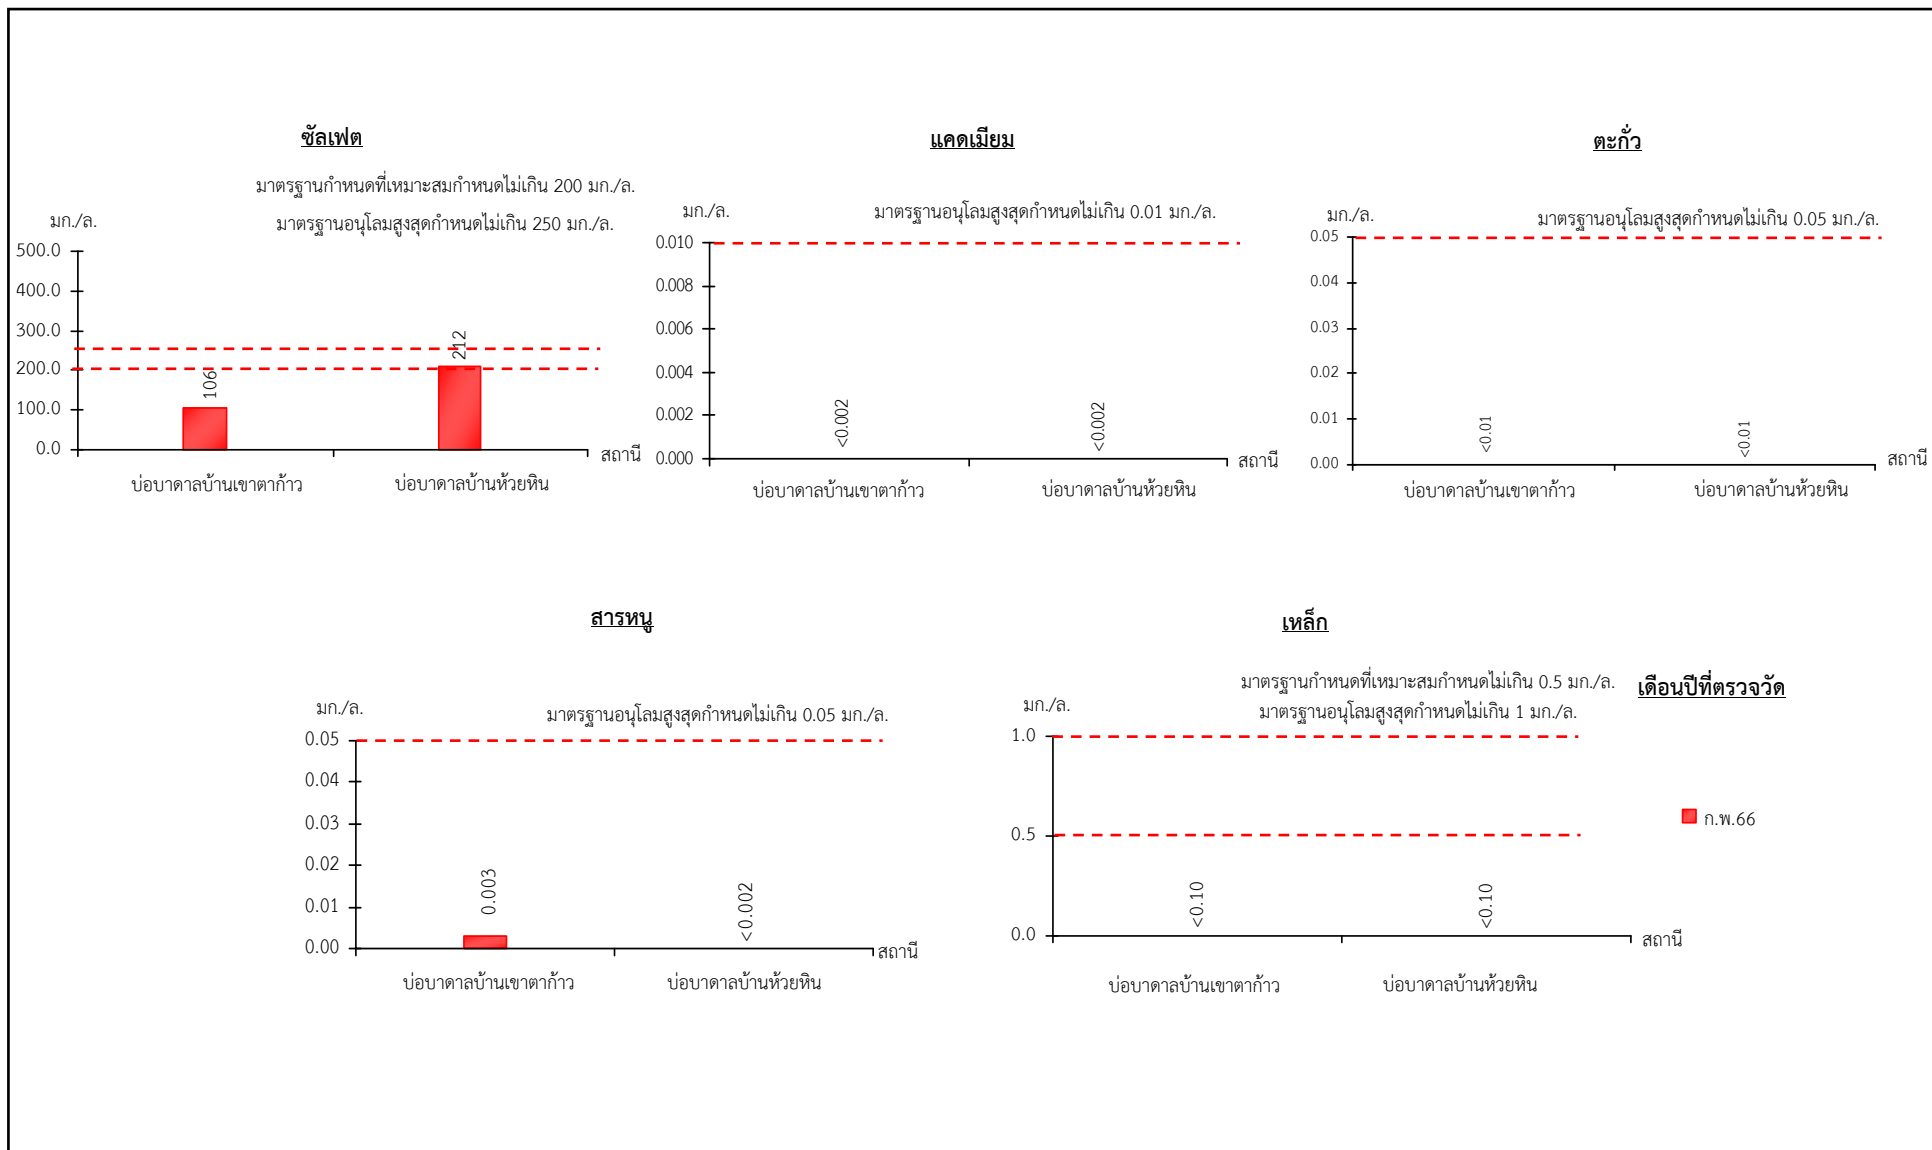 ซัลเฟต
มาตรฐานกำหนดที่เหมาะสมกำหนดไม่เกิน 200 มก./ล.
มาตรฐานอนุโลมสูงสุดกำหนดไม่เกิน 250 มก./ล.
มก./ล.
500.0
400.0
300.0
200.0
100.0
0.0
106
212
สถานี
บ่อบาดาลบ้านเขาตาก้าว
บ่อบาดาลบ้านห้วยหิน
แคดเมียม
มก./ล.
มาตรฐานอนุโลมสูงสุดกำหนดไม่เกิน 0.01 มก./ล.
0.010
0.008
0.006
0.004
0.002
0.000
<0.002
<0.002
สถานี
บ่อบาดาลบ้านเขาตาก้าว
บ่อบาดาลบ้านห้วยหิน
ตะกั่ว
มก./ล.
มาตรฐานอนุโลมสูงสุดกำหนดไม่เกิน 0.05 มก./ล.
0.05
0.04
0.03
0.02
0.01
0.00
<0.01
<0.01
สถานี
บ่อบาดาลบ้านเขาตาก้าว
บ่อบาดาลบ้านห้วยหิน
สารหนู
มก./ล.
มาตรฐานอนุโลมสูงสุดกำหนดไม่เกิน 0.05 มก./ล.
0.05
0.04
0.03
0.02
0.01
0.00
0.003
<0.002
สถานี
บ่อบาดาลบ้านเขาตาก้าว
บ่อบาดาลบ้านห้วยหิน
เหล็ก
มาตรฐานกำหนดที่เหมาะสมกำหนดไม่เกิน 0.5 มก./ล.
มก./ล.
มาตรฐานอนุโลมสูงสุดกำหนดไม่เกิน 1 มก./ล.
1.0
0.5
0.0
<0.10
<0.10
สถานี
บ่อบาดาลบ้านเขาตาก้าว
บ่อบาดาลบ้านห้วยหิน
เดือนปีที่ตรวจวัด
ก.พ.66